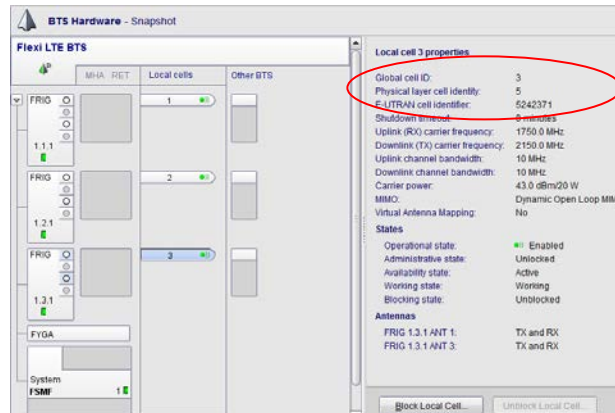 BTS Hardware - Snapshot
Flexi LTE BTS
MHA RET Local cells Other BTS
FRIG
1.1.1
1
FRIG
1.2.1
2
FRIG
1.3.1
3
FYGA
System
FSMF 1
Local cell 3 properties
Global cell ID: 3
Physical layer cell identity: 5
E-UTRAN cell identifier: 5242371
Shutdown timeout: 0 minutes
Uplink (RX) carrier frequency: 1750.0 MHz
Downlink (TX) carrier frequency: 2150.0 MHz
Uplink channel bandwidth: 10 MHz
Downlink channel bandwidth: 10 MHz
Carrier power: 43.0 dBm/20 W
MIMO: Dynamic Open Loop MIM
Virtual Antenna Mapping: No
States
Operational state: Enabled
Administrative state: Unlocked
Availability state: Active
Working state: Working
Blocking state: Unblocked
Antennas
FRIG 1.3.1 ANT 1: TX and RX
FRIG 1.3.1 ANT 3: TX and RX
Block Local Cell... Unblock Local Cell...